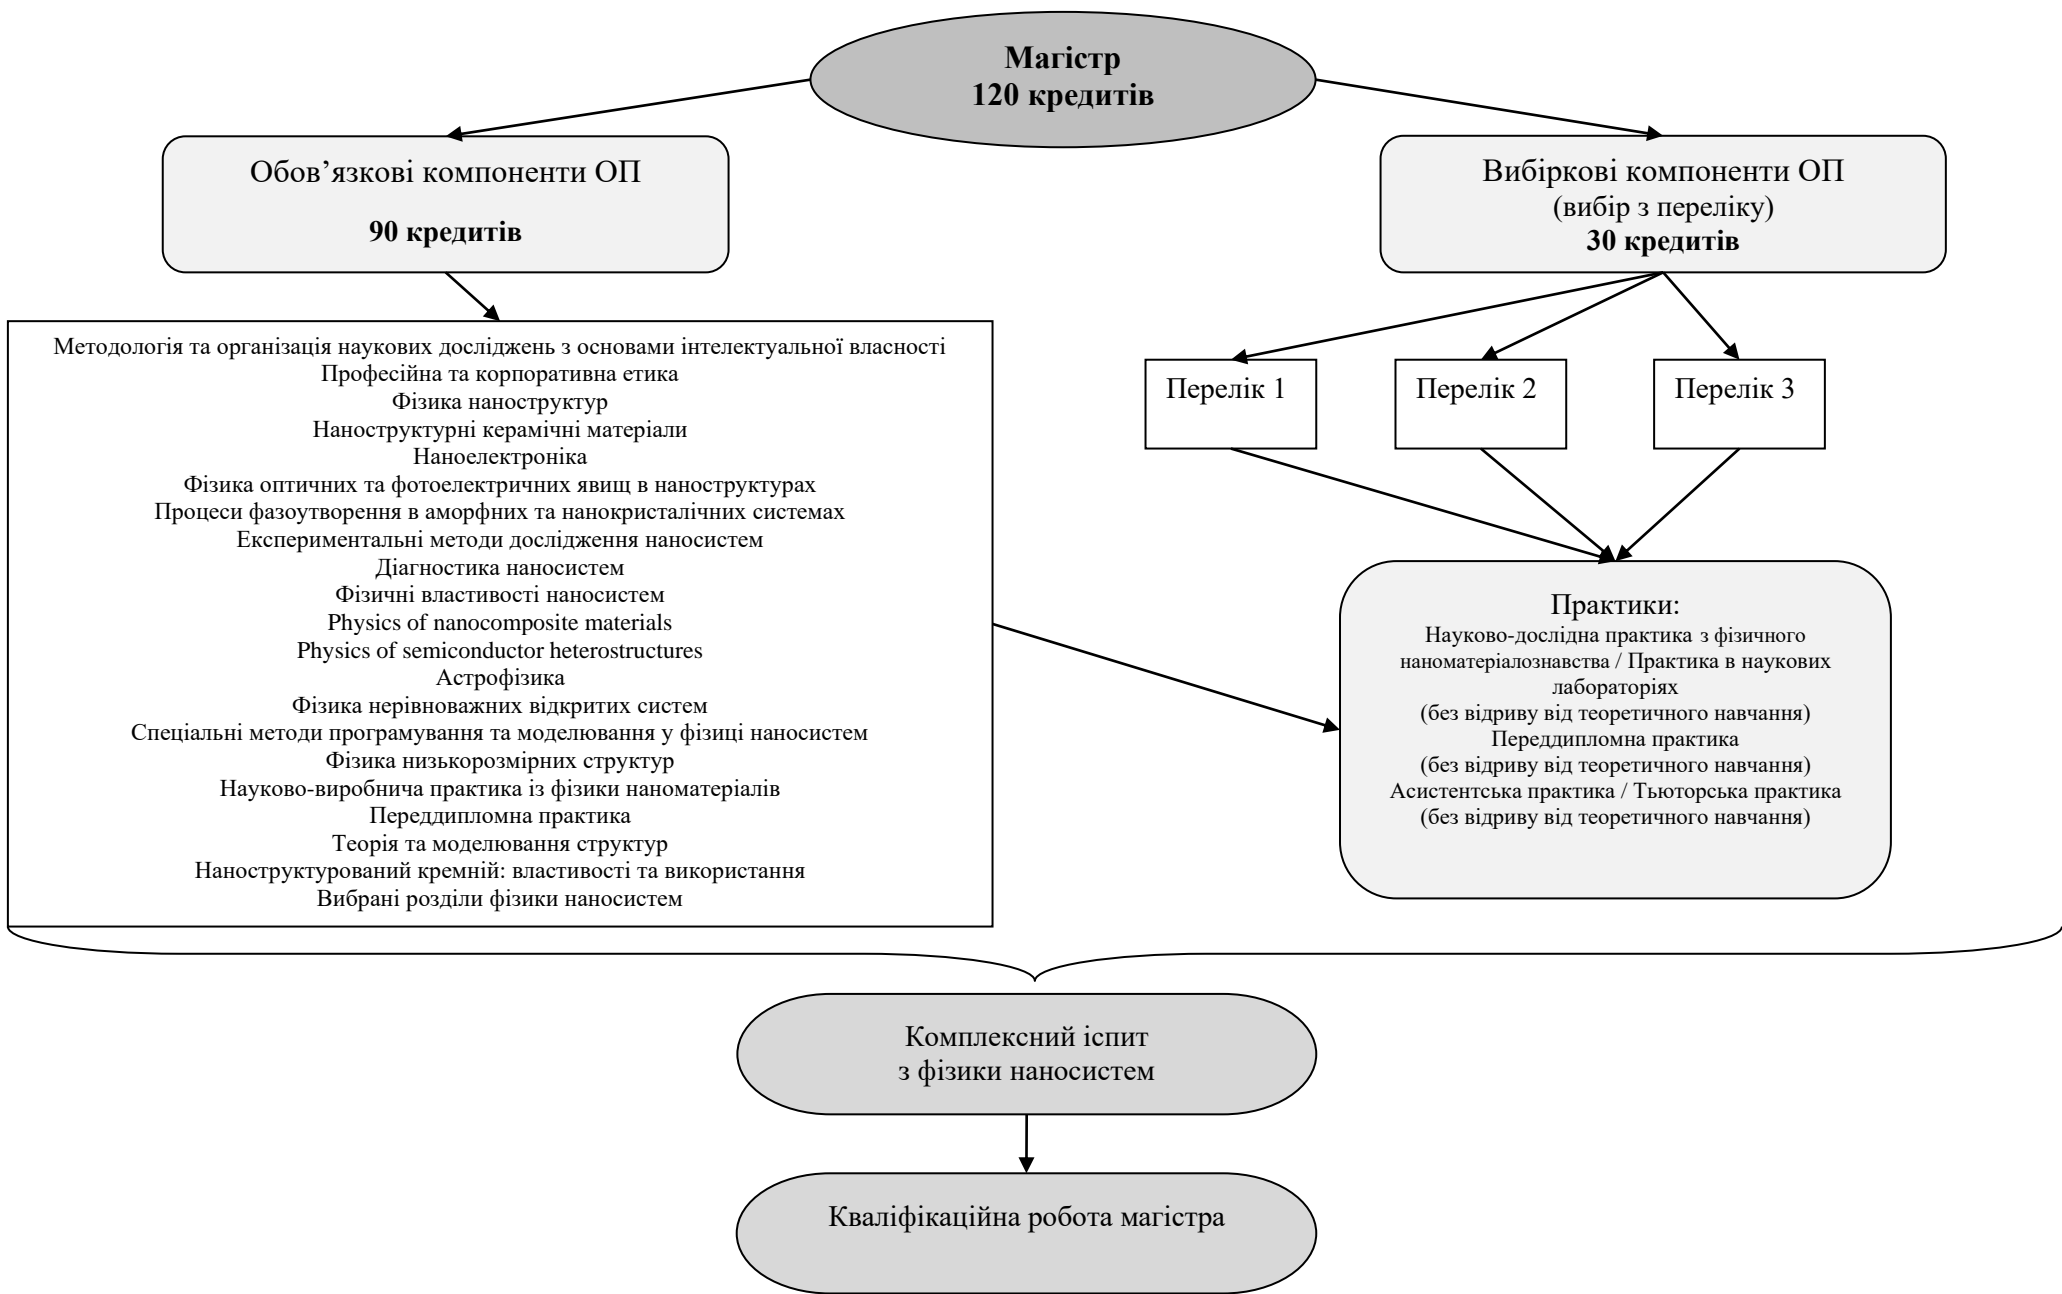 Магістр
120 кредитів
Обов’язкові компоненти ОП
90 кредитів
Вибіркові компоненти ОП
(вибір з переліку)
30 кредитів
Методологія та організація наукових досліджень з основами інтелектуальної власності
Професійна та корпоративна етика
Фізика наноструктур
Наноструктурні керамічні матеріали
Наноелектроніка
Фізика оптичних та фотоелектричних явищ в наноструктурах
Процеси фазоутворення в аморфних та нанокристалічних системах
Експериментальні методи дослідження наносистем
Діагностика наносистем
Фізичні властивості наносистем
Physics of nanocomposite materials
Physics of semiconductor heterostructures
Астрофізика
Фізика нерівноважних відкритих систем
Спеціальні методи програмування та моделювання у фізиці наносистем
Фізика низькорозмірних структур
Науково-виробнича практика із фізики наноматеріалів
Переддипломна практика
Теорія та моделювання структур
Наноструктурований кремній: властивості та використання
Вибрані розділи фізики наносистем
Перелік 1
Перелік 2
Перелік 3
Практики:
Науково-дослідна практика з фізичного
наноматеріалознавства / Практика в наукових
лабораторіях
(без відриву від теоретичного навчання)
Переддипломна практика
(без відриву від теоретичного навчання)
Асистентська практика / Тьюторська практика
(без відриву від теоретичного навчання)
Комплексний іспит
з фізики наносистем
Кваліфікаційна робота магістра